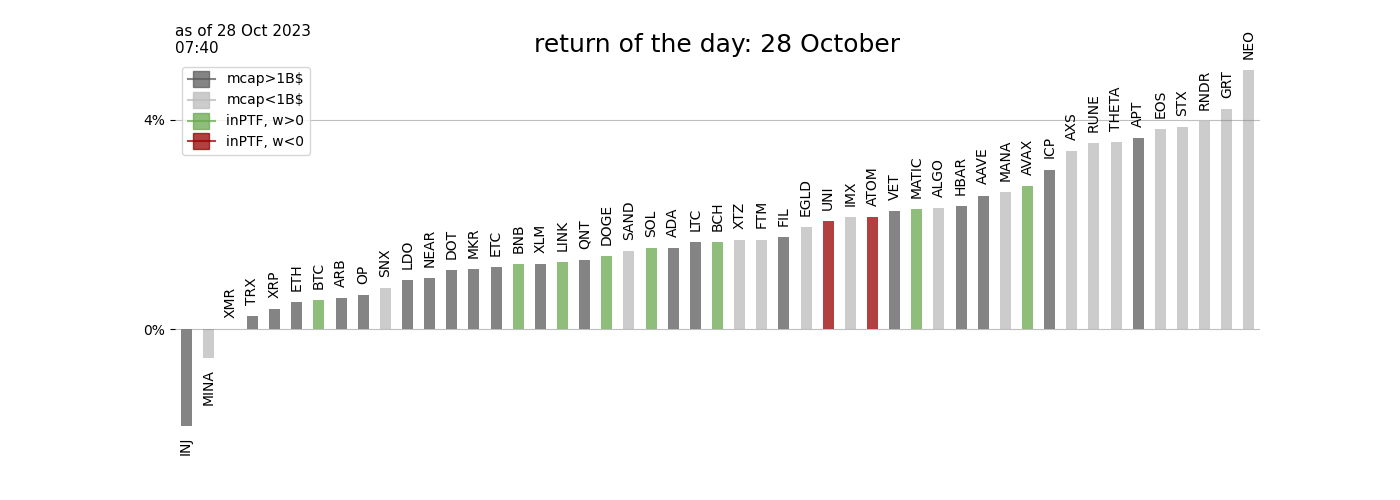 as of 28 Oct 2023
07:40
return of the day: 28 October
mcap>1B$
mcap<1B$
inPTF, w>0
inPTF, w<0
4%
0%
INJ
MINA
XMR
TRX
XRP
ETH
BTC
ARB
OP
SNX
LDO
NEAR
DOT
MKR
ETC
BNB
XLM
LINK
QNT
DOGE
SAND
SOL
ADA
LTC
BCH
XTZ
FTM
FIL
EGLD
UNI
IMX
ATOM
VET
MATIC
ALGO
HBAR
AAVE
MANA
AVAX
ICP
AXS
RUNE
THETA
APT
EOS
STX
RNDR
GRT
NEO